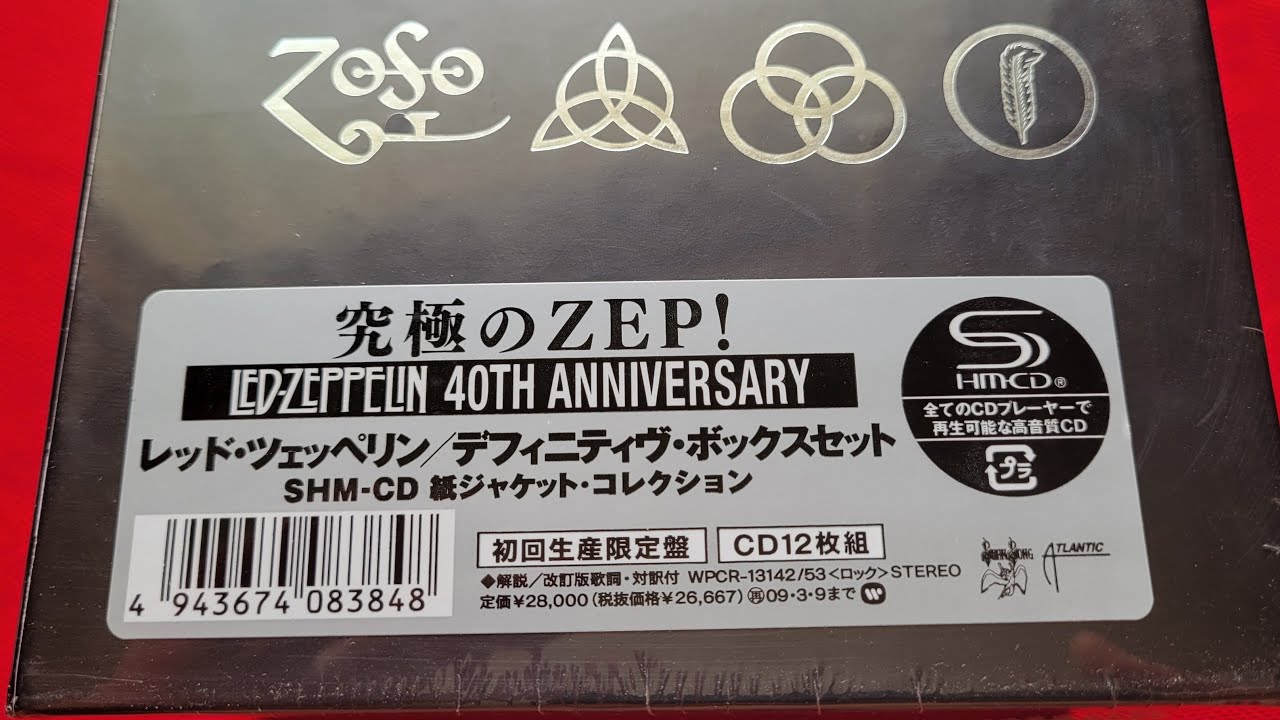 ZOSO
究極のZEP!
LED-ZEPPELIN 40TH ANNIVERSARY
レッド・ツェッペリン/デフィニティヴ・ボックスセット
SHM-CD 紙ジャケット・コレクション
SHM-CD®
全てのCDプレーヤーで
再生可能な高音質CD
プラ
4 943674 083848
初回生産限定盤 CD12枚組
◆解説/改訂版歌詞・対訳付 WPCR-13142/53<ロック>STEREO
定価¥28,000(税抜価格¥26,667)㊢09・3・9まで
SWAN SONG ATLANTIC